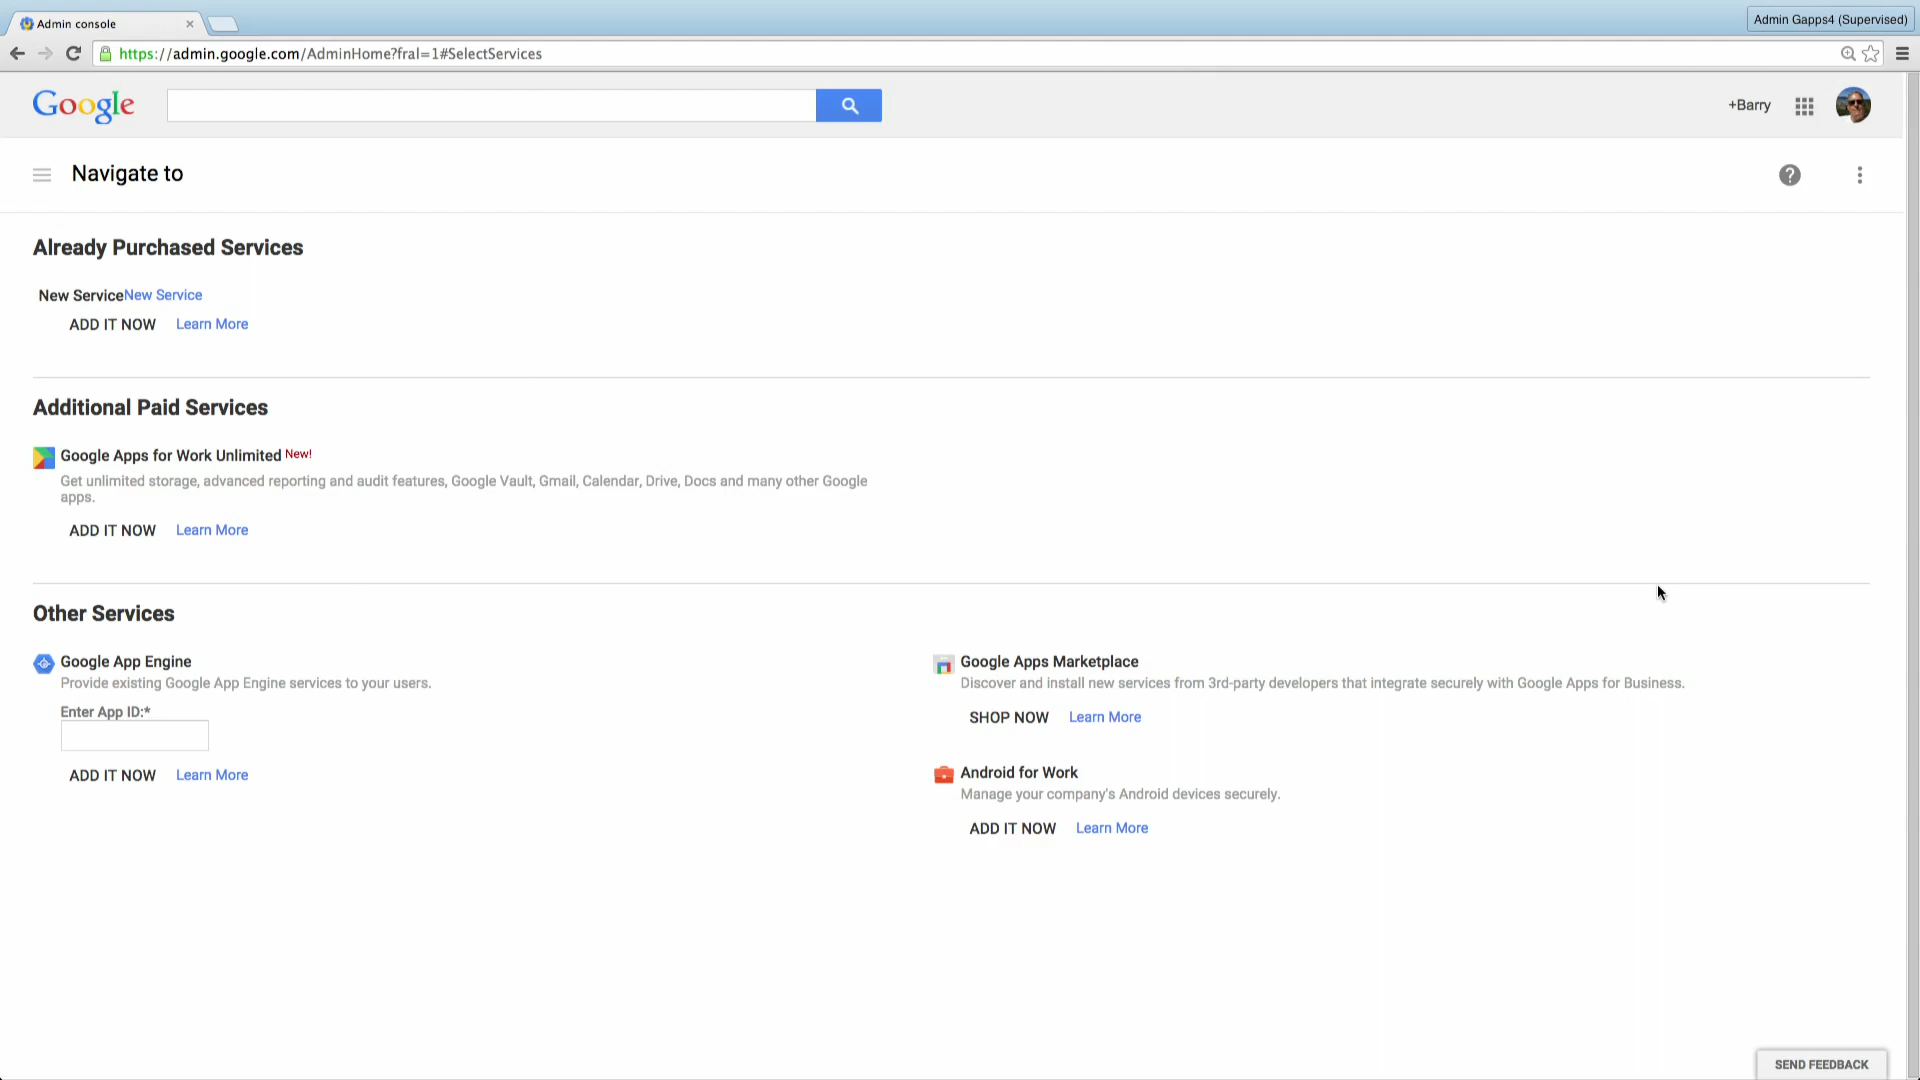 Admin console
Admin Gapps4 (Supervised)
https://admin.google.com/AdminHome?fral=1#SelectServices
Google
+Barry
Navigate to
Already Purchased Services
New ServiceNew Service
ADD IT NOW Learn More
Additional Paid Services
Google Apps for Work Unlimited New!
Get unlimited storage, advanced reporting and audit features, Google Vault, Gmail, Calendar, Drive, Docs and many other Google
apps.
ADD IT NOW Learn More
Other Services
Google App Engine
Provide existing Google App Engine services to your users.
Enter App ID:*
ADD IT NOW Learn More
Google Apps Marketplace
Discover and install new services from 3rd-party developers that integrate securely with Google Apps for Business.
SHOP NOW Learn More
Android for Work
Manage your company's Android devices securely.
ADD IT NOW Learn More
SEND FEEDBACK